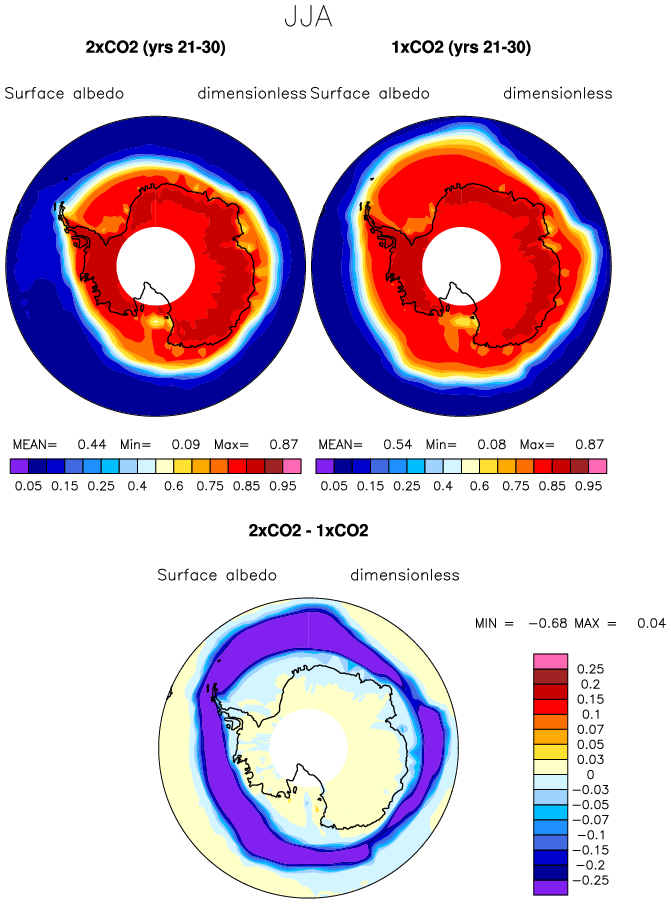 JJA
2xCO2 (yrs 21-30)
1xCO2 (yrs 21-30)
Surface albedo dimensionless
Surface albedo dimensionless
MEAN= 0.44 Min= 0.09 Max= 0.87
MEAN= 0.54 Min= 0.08 Max= 0.87
0.05 0.15 0.25 0.4 0.6 0.75 0.85 0.95
0.05 0.15 0.25 0.4 0.6 0.75 0.85 0.95
2xCO2 - 1xCO2
Surface albedo dimensionless
MIN = -0.68 MAX = 0.04
0.25
0.2
0.15
0.1
0.07
0.05
0.03
0
-0.03
-0.05
-0.07
-0.1
-0.15
-0.2
-0.25